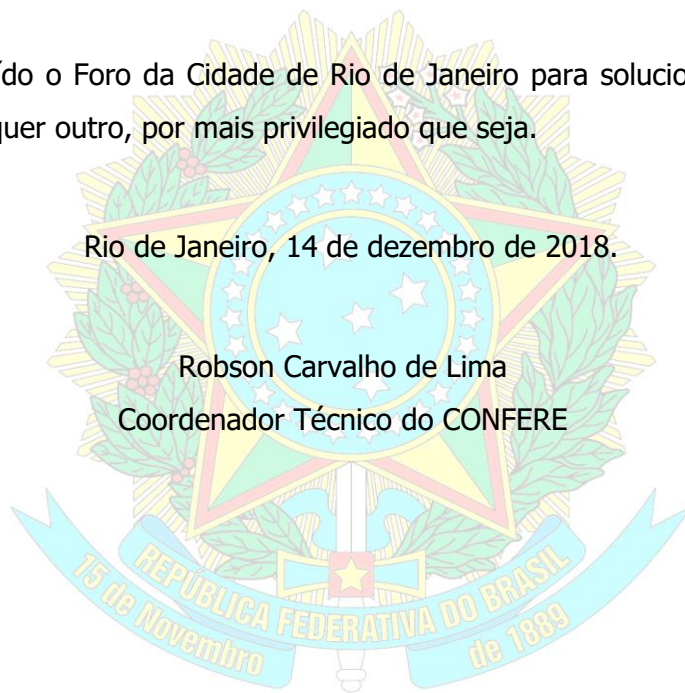 ído o Foro da Cidade de Rio de Janeiro para solucio
quer outro, por mais privilegiado que seja.
Rio de Janeiro, 14 de dezembro de 2018.
Robson Carvalho de Lima
Coordenador Técnico do CONFERE
REPÚBLICA FEDERATIVA DO BRASIL
15 de Novembro
de 1889